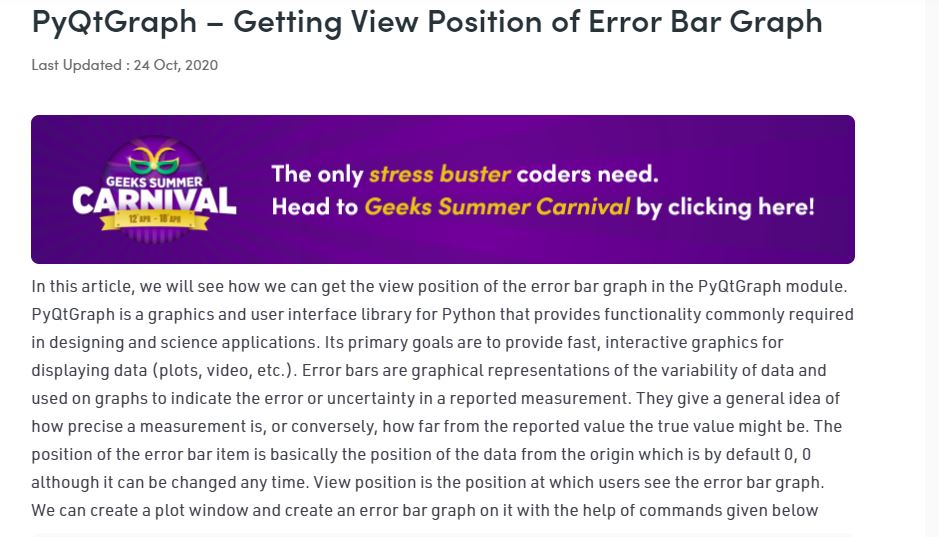 PyQtGraph – Getting View Position of Error Bar Graph
Last Updated : 24 Oct, 2020
GEEKS SUMMER
CARNIVAL
12 APR - 18 APR
The only stress buster coders need.
Head to Geeks Summer Carnival by clicking here!
In this article, we will see how we can get the view position of the error bar graph in the PyQtGraph module.
PyQtGraph is a graphics and user interface library for Python that provides functionality commonly required
in designing and science applications. Its primary goals are to provide fast, interactive graphics for
displaying data (plots, video, etc.). Error bars are graphical representations of the variability of data and
used on graphs to indicate the error or uncertainty in a reported measurement. They give a general idea of
how precise a measurement is, or conversely, how far from the reported value the true value might be. The
position of the error bar item is basically the position of the data from the origin which is by default 0, 0
although it can be changed any time. View position is the position at which users see the error bar graph.
We can create a plot window and create an error bar graph on it with the help of commands given below